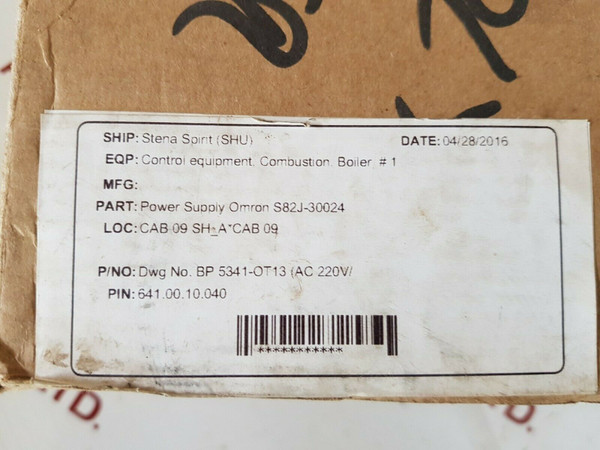 SHIP: Stena Spirit (SHU) DATE: 04/28/2016
EQP: Control equipment. Combustion. Boiler. # 1
MFG:
PART: Power Supply Omron S82J-30024
LOC: CAB 09 SH_A*CAB 09
P/NO: Dwg No. BP 5341-OT13 (AC 220V/
PIN: 641.00.10.040
***********